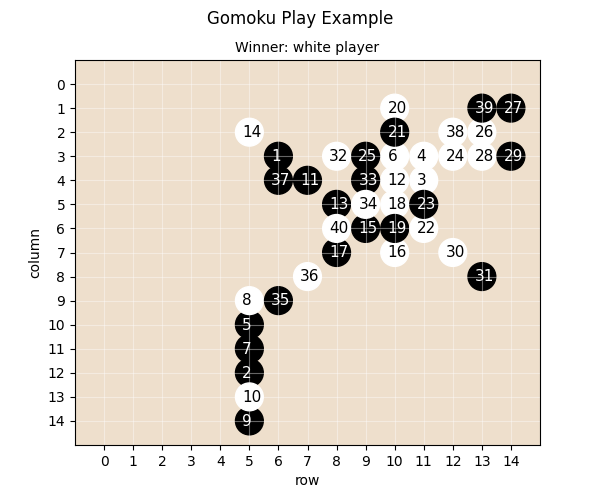 Gomoku Play Example
Winner: white player
0
1 20 39 27
2 14 21 38 26
3 1 32 25 6 4 24 28 29
4 37 11 33 12 3
5 13 34 18 23
6 40 15 19 22
7 17 16 30
8 36 31
9 8 35
10 5
11 7
12 2
13 10
14 9
column
0 1 2 3 4 5 6 7 8 9 10 11 12 13 14
row